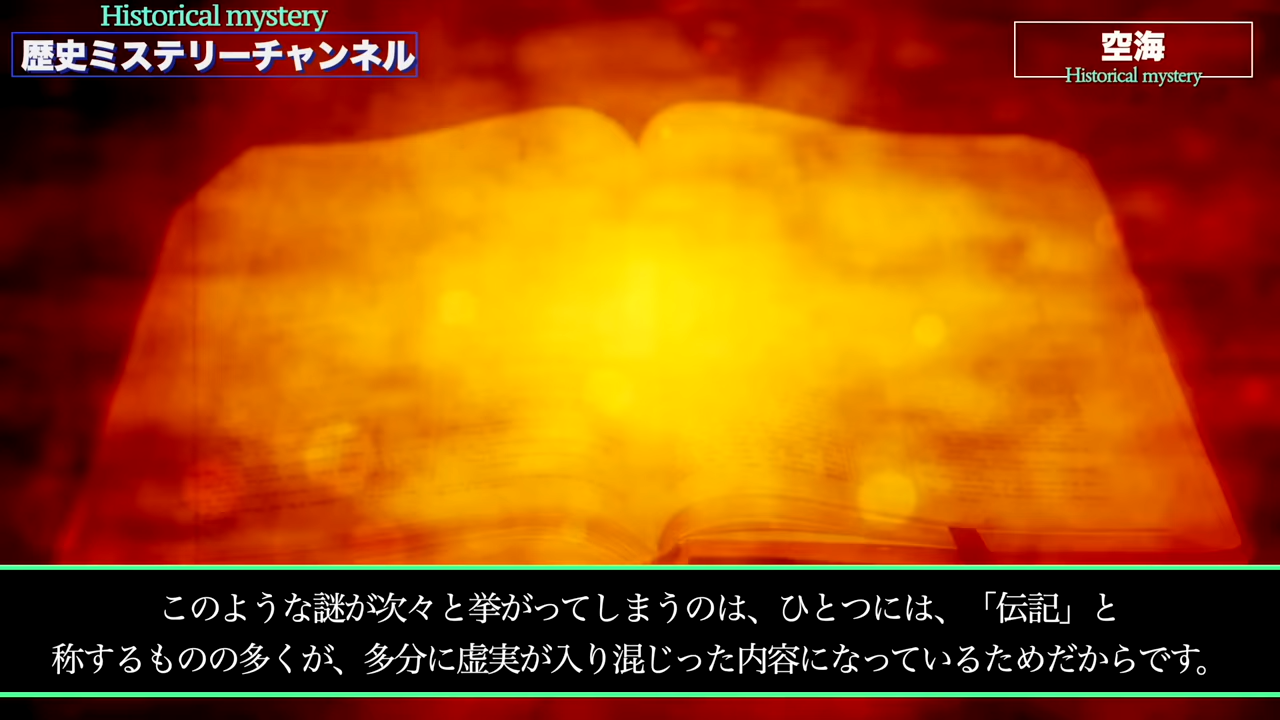 Historical mystery
歴史ミステリーチャンネル
空海
Historical mystery
このような謎が次々と挙がってしまうのは、ひとつには、「伝記」と
称するものの多くが、多分に虚実が入り混じった内容になっているためだからです。